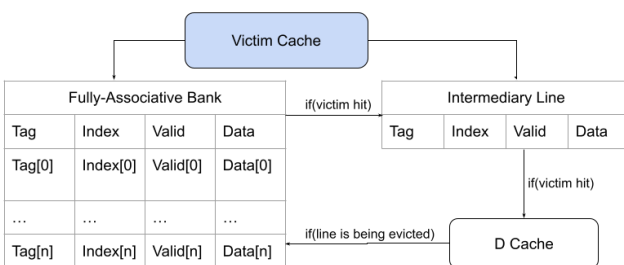 Victim Cache
Fully-Associative Bank
Tag Index Valid Data
Tag[0] Index[0] Valid[0] Data[0]
... ... ... ...
Tag[n] Index[n] Valid[n] Data[n]
if(victim hit)
Intermediary Line
Tag Index Valid Data
if(victim hit)
D Cache
if(line is being evicted)